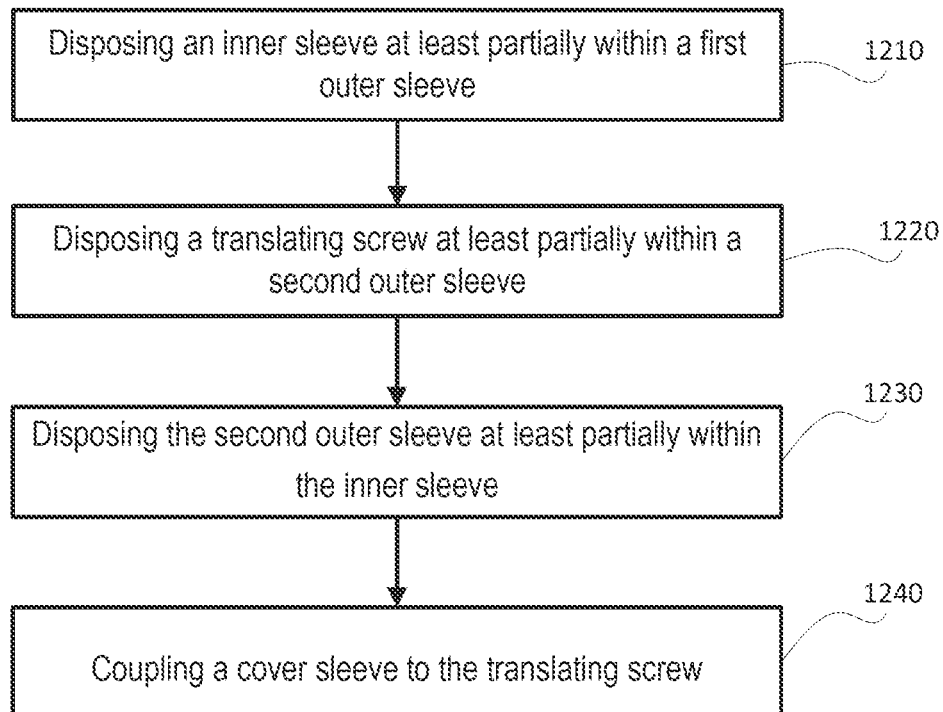 Disposing an inner sleeve at least partially within a first
outer sleeve
1210
Disposing a translating screw at least partially within a
second outer sleeve
1220
Disposing the second outer sleeve at least partially within
the inner sleeve
1230
Coupling a cover sleeve to the translating screw
1240